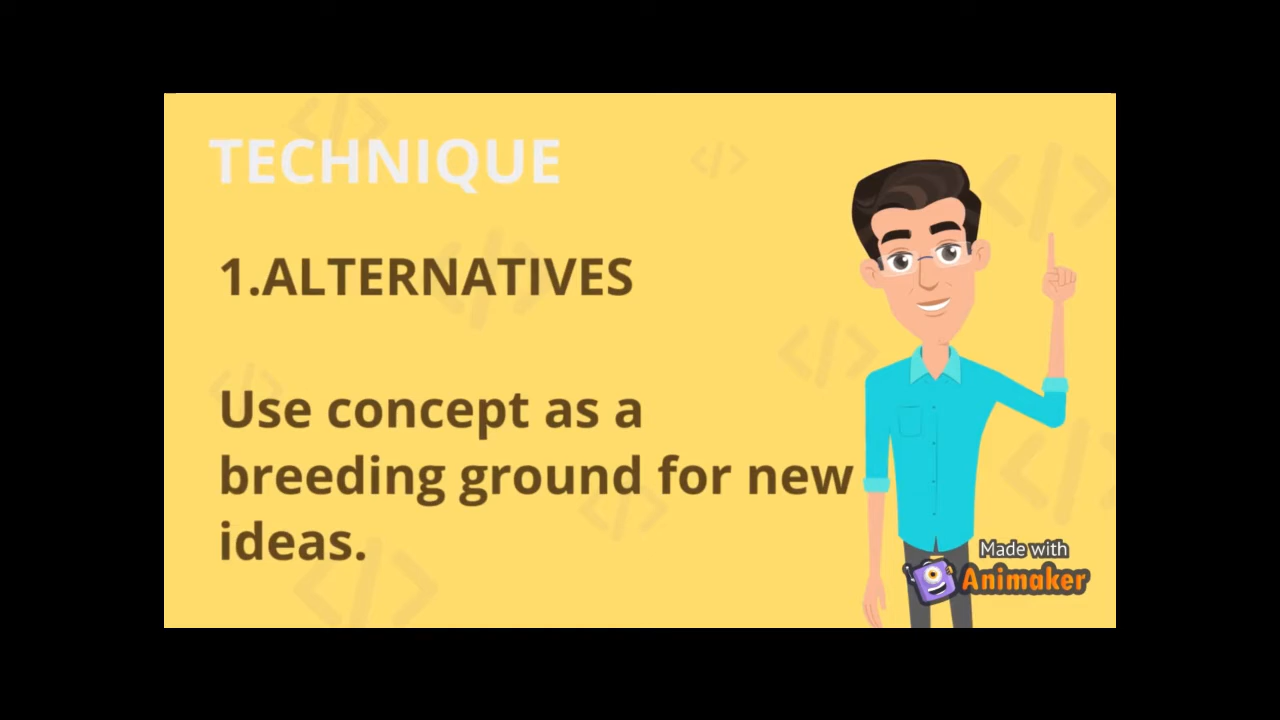 TECHNIQUE
1.ALTERNATIVES
Use concept as a
breeding ground for new
ideas.
Made with
Animaker